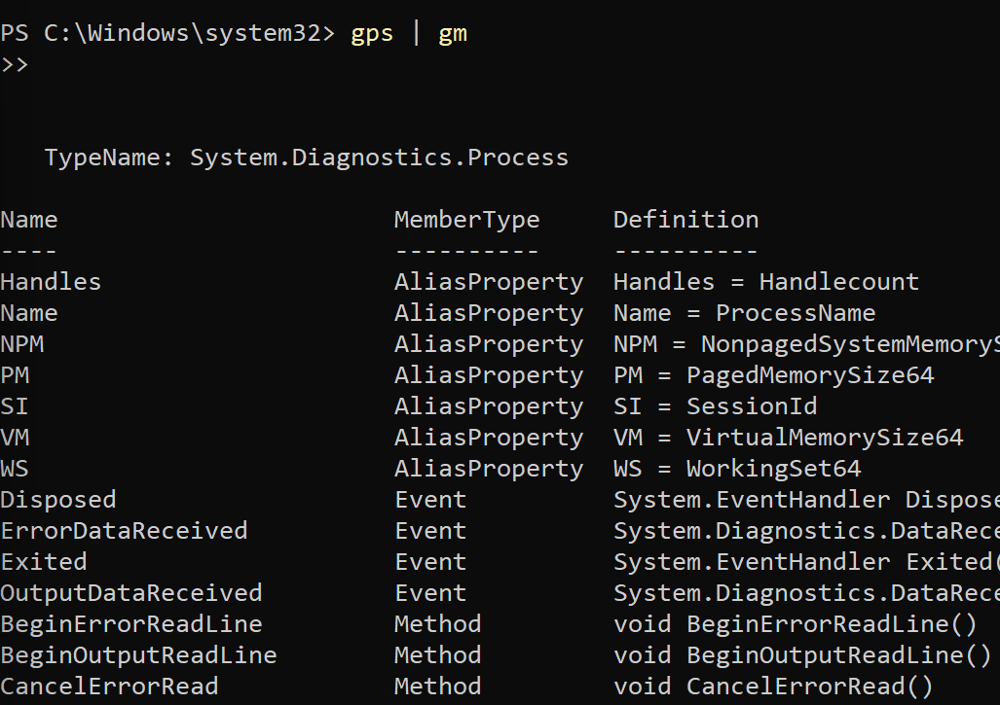 PS C:\Windows\system32> gps | gm
>>
TypeName: System.Diagnostics.Process
Name MemberType Definition
---- ---------- ----------
Handles AliasProperty Handles = Handlecount
Name AliasProperty Name = ProcessName
NPM AliasProperty NPM = NonpagedSystemMemoryS
PM AliasProperty PM = PagedMemorySize64
SI AliasProperty SI = SessionId
VM AliasProperty VM = VirtualMemorySize64
WS AliasProperty WS = WorkingSet64
Disposed Event System.EventHandler Dispose
ErrorDataReceived Event System.Diagnostics.DataRece
Exited Event System.EventHandler Exited(
OutputDataReceived Event System.Diagnostics.DataRece
BeginErrorReadLine Method void BeginErrorReadLine()
BeginOutputReadLine Method void BeginOutputReadLine()
CancelErrorRead Method void CancelErrorRead()